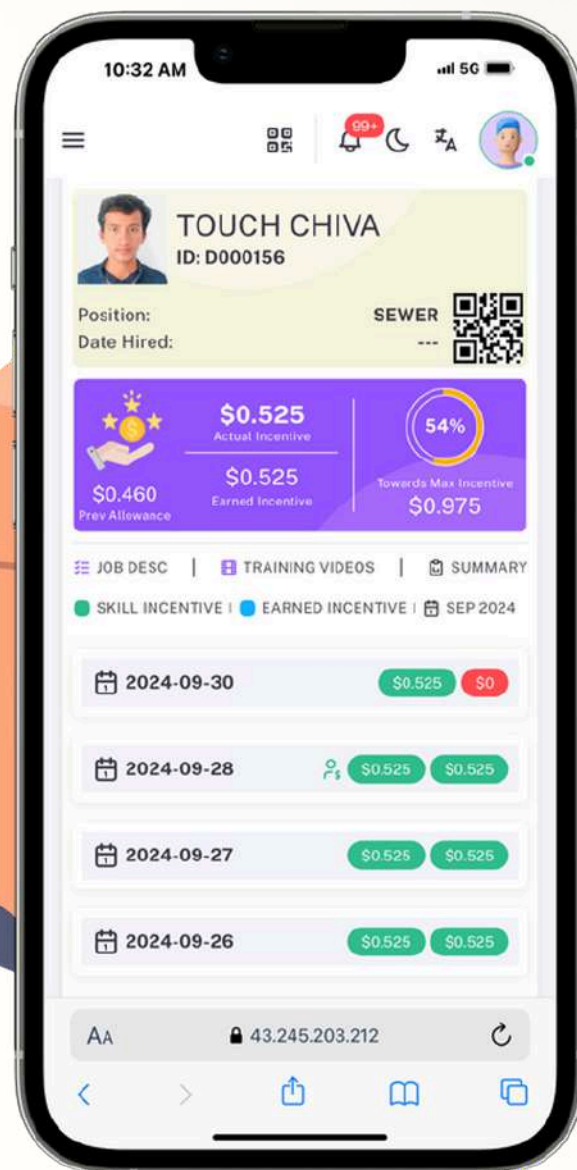 10:32 AM 5G
99+
TOUCH CHIVA
ID: D000156
Position: SEWER
Date Hired: ---
$0.525
Actual Incentive
$0.525
Earned Incentive
$0.460
Prev Allowance
54%
Towards Max Incentive
$0.975
JOB DESC | TRAINING VIDEOS | SUMMARY
SKILL INCENTIVE | EARNED INCENTIVE | SEP 2024
2024-09-30 $0.525 $0
2024-09-28 $0.525 $0.525
2024-09-27 $0.525 $0.525
2024-09-26 $0.525 $0.525
AA 43.245.203.212